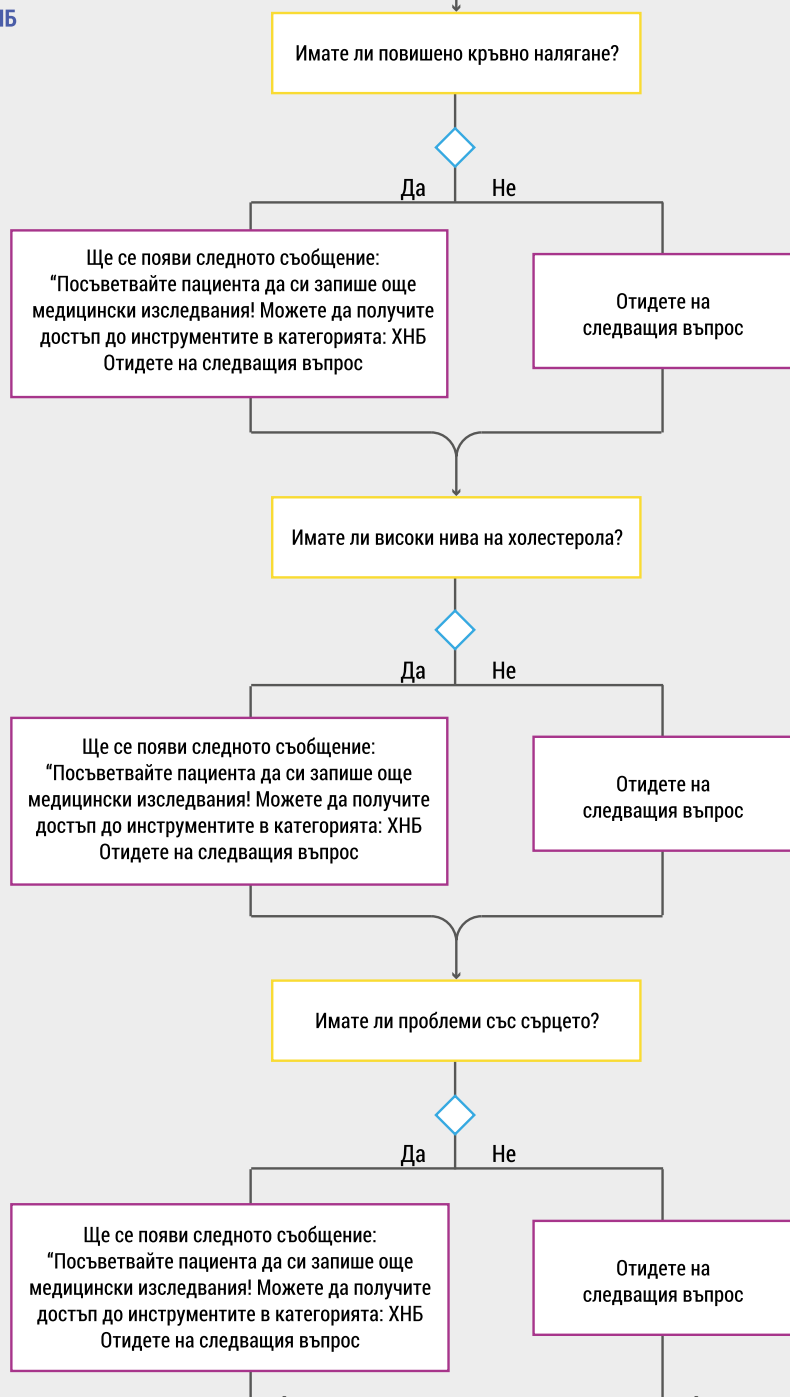 Имате ли повишено кръвно налягане?
Да
Не
Ще се появи следното съобщение:
“Посъветвайте пациента да си запише още
медицински изследвания! Можете да получите
достъп до инструментите в категорията: ХНБ
Отидете на следващия въпрос
Отидете на
следващия въпрос
Имате ли високи нива на холестерола?
Да
Не
Ще се появи следното съобщение:
“Посъветвайте пациента да си запише още
медицински изследвания! Можете да получите
достъп до инструментите в категорията: ХНБ
Отидете на следващия въпрос
Отидете на
следващия въпрос
Имате ли проблеми със сърцето?
Да
Не
Ще се появи следното съобщение:
“Посъветвайте пациента да си запише още
медицински изследвания! Можете да получите
достъп до инструментите в категорията: ХНБ
Отидете на следващия въпрос
Отидете на
следващия въпрос